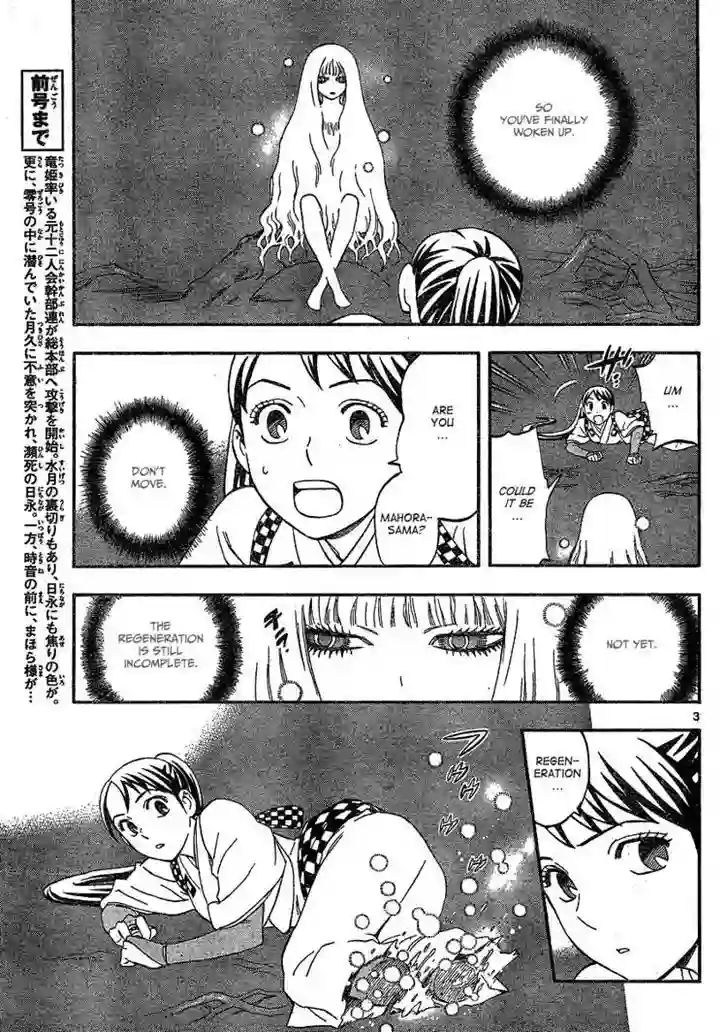 SO
YOU'VE FINALLY
WOKEN UP.
前号まで
竜姫率いる元十二人会幹部連が総本部へ攻撃を開始。水月の裏切りもあり、日永にも焦りの色が。
更に、零号の中に潜んでいた月久に不意を突かれ、瀕死の日永。一方、時音の前に、まほら様が…
UM
...
COULD
IT BE
...
ARE
YOU ...
MAHORA-
SAMA?
DON'T
MOVE.
NOT YET.
THE
REGENERATION
IS STILL
INCOMPLETE.
3
REGEN-
ERATION
...